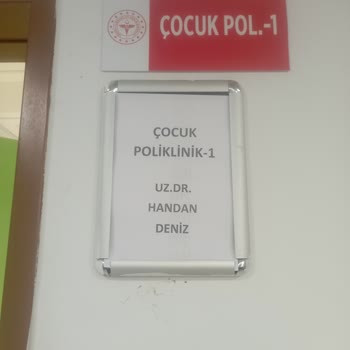 ÇOCUK POL.-1
ÇOCUK
POLİKLİNİK-1
UZ.DR.
HANDAN
DENİZ